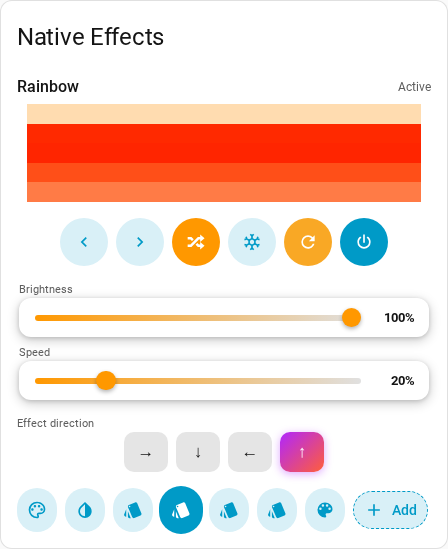 Native Effects
Rainbow Active
Brightness
100%
Speed
20%
Effect direction
→ ↓ ← ↑
+ Add